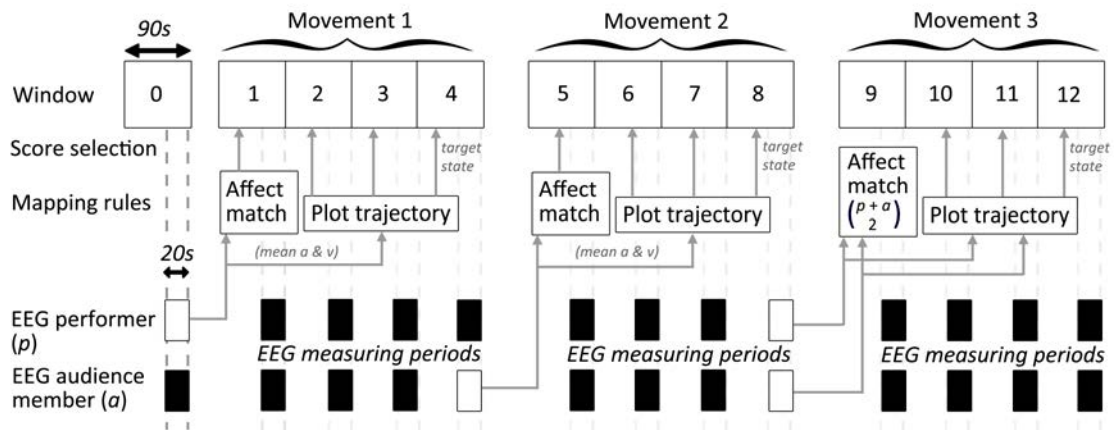 90s
Movement 1
Movement 2
Movement 3
Window
0
1
2
3
4
5
6
7
8
9
10
11
12
Score selection
target
state
target
state
target
state
Mapping rules
Affect
match
Plot trajectory
Affect
match
Plot trajectory
Affect
match
(p + a
2)
Plot trajectory
(mean a & v)
(mean a & v)
20s
EEG performer
(p)
EEG measuring periods
EEG measuring periods
EEG measuring periods
EEG audience
member (a)